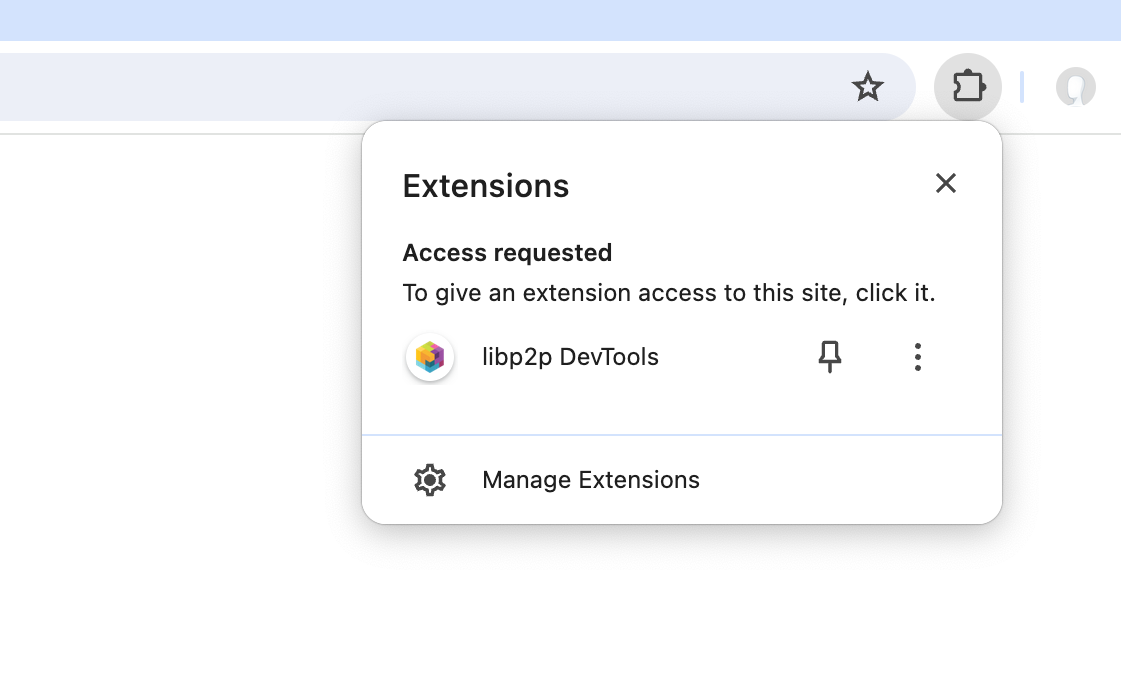 Extensions
Access requested
To give an extension access to this site, click it.
libp2p DevTools
Manage Extensions